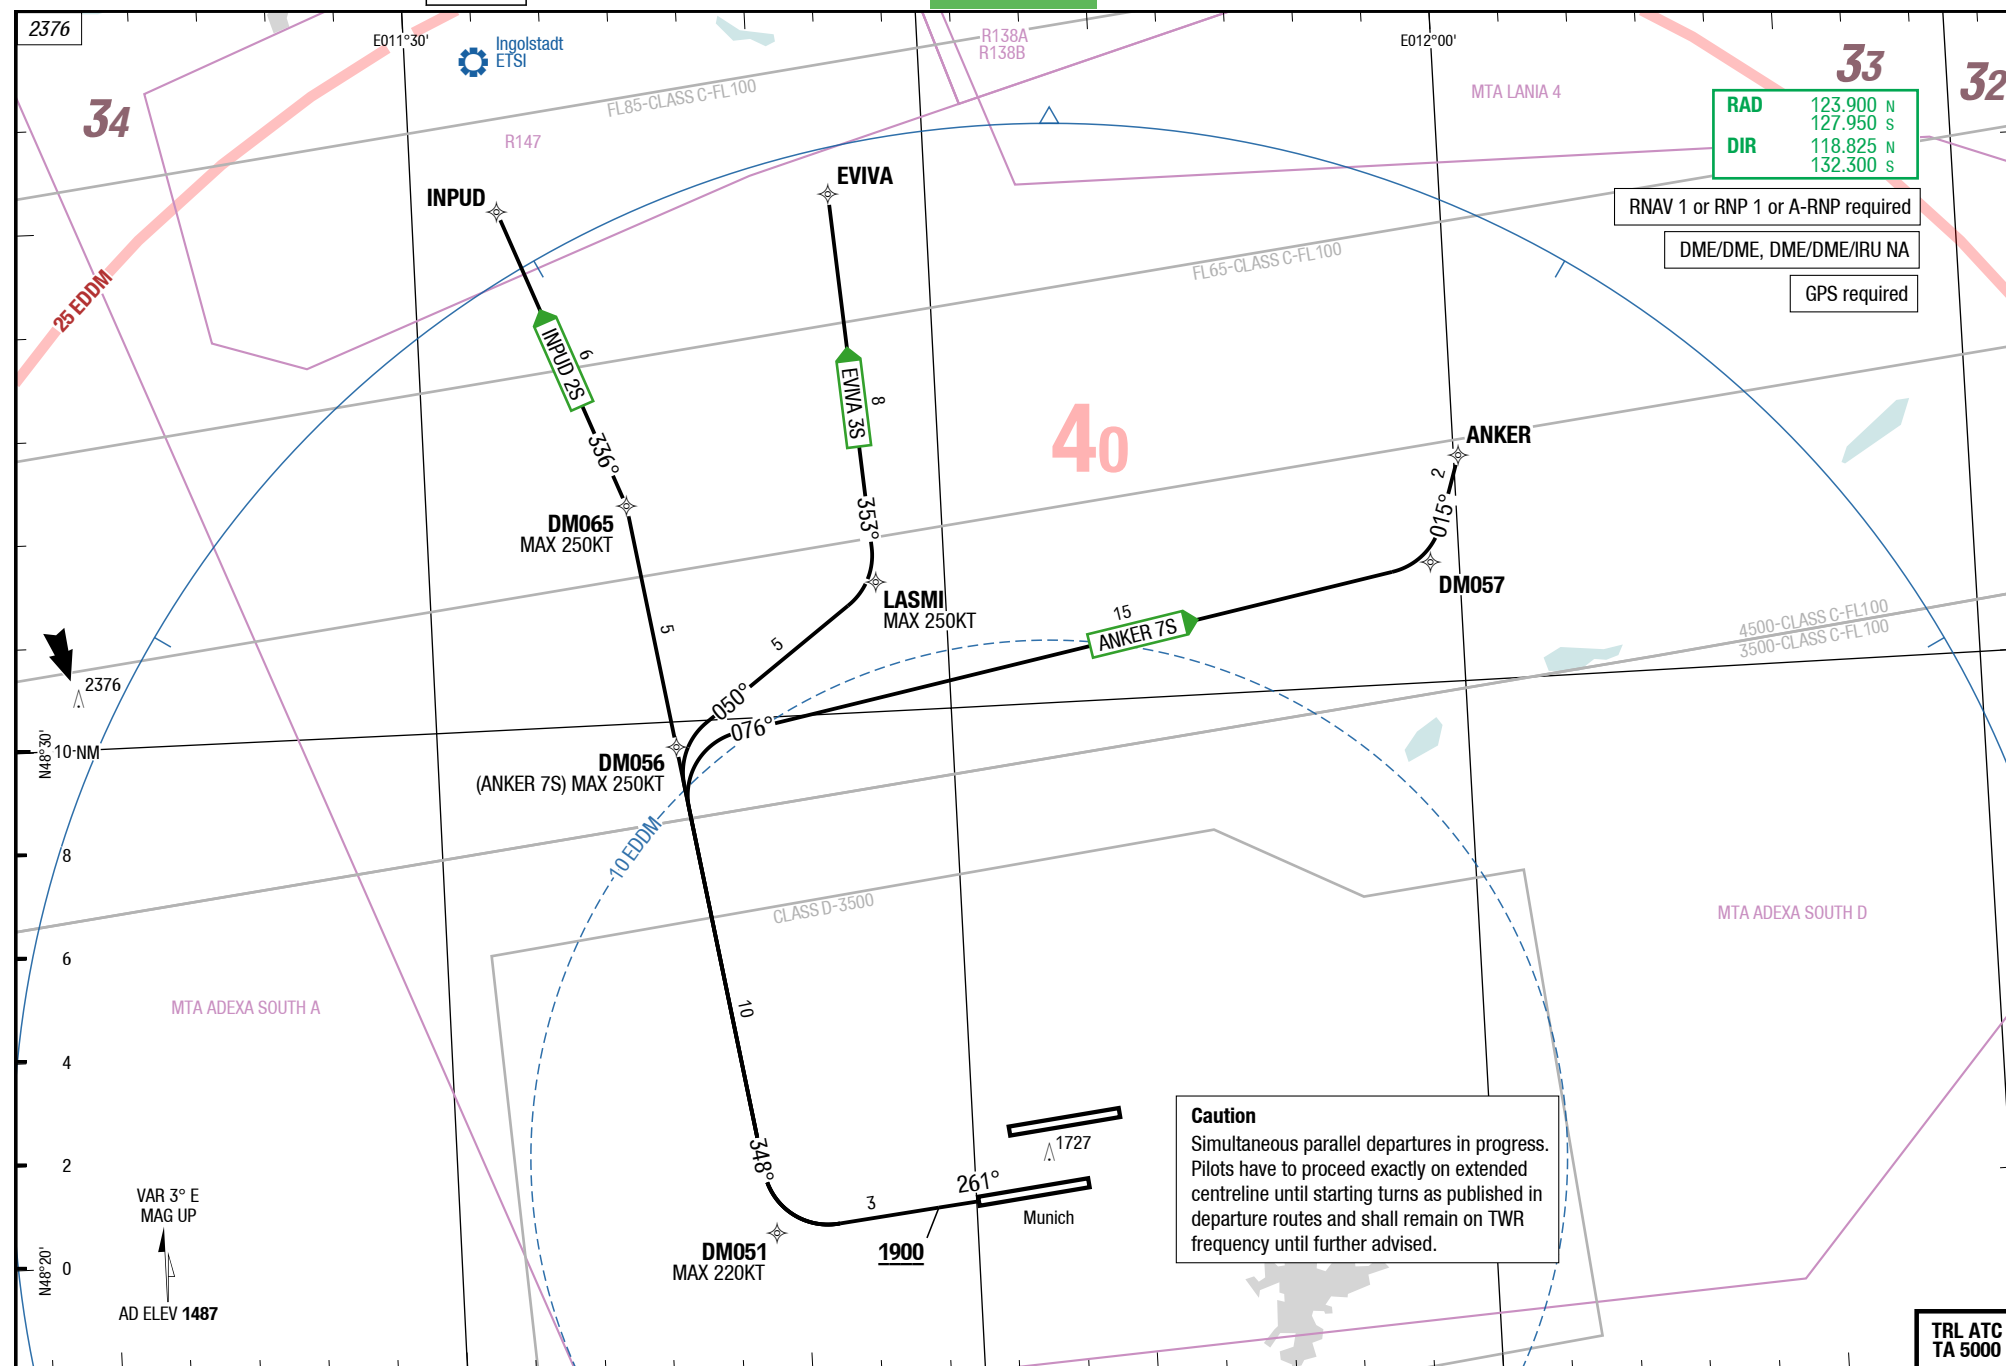 2376
E011°30'
Ingolstadt
ETSI
R138A
R138B
E012°00'
33
32
34
FL85-CLASS C-FL100
MTA LANIA 4
RAD 123.900 N
127.950 S
DIR 118.825 N
132.300 S
R147
INPUD
EVIVA
RNAV 1 or RNP 1 or A-RNP required
DME/DME, DME/DME/IRU NA
FL65-CLASS C-FL100
GPS required
25 EDDM
INPUD 2S
6
EVIVA 3S
8
40
ANKER
336°
2
353°
015°
DM065
MAX 250KT
DM057
LASMI
MAX 250KT
15
ANKER 7S
4500-CLASS C-FL100
3500-CLASS C-FL100
5
5
2376
050°
076°
N48°30'
10 NM
DM056
(ANKER 7S) MAX 250KT
10 EDDM
8
CLASS D-3500
MTA ADEXA SOUTH D
6
MTA ADEXA SOUTH A
10
4
Caution
Simultaneous parallel departures in progress.
Pilots have to proceed exactly on extended
centreline until starting turns as published in
departure routes and shall remain on TWR
frequency until further advised.
1727
348°
2
261°
3
Munich
VAR 3° E
MAG UP
DM051
MAX 220KT
1900
N48°20'
0
AD ELEV 1487
TRL ATC
TA 5000